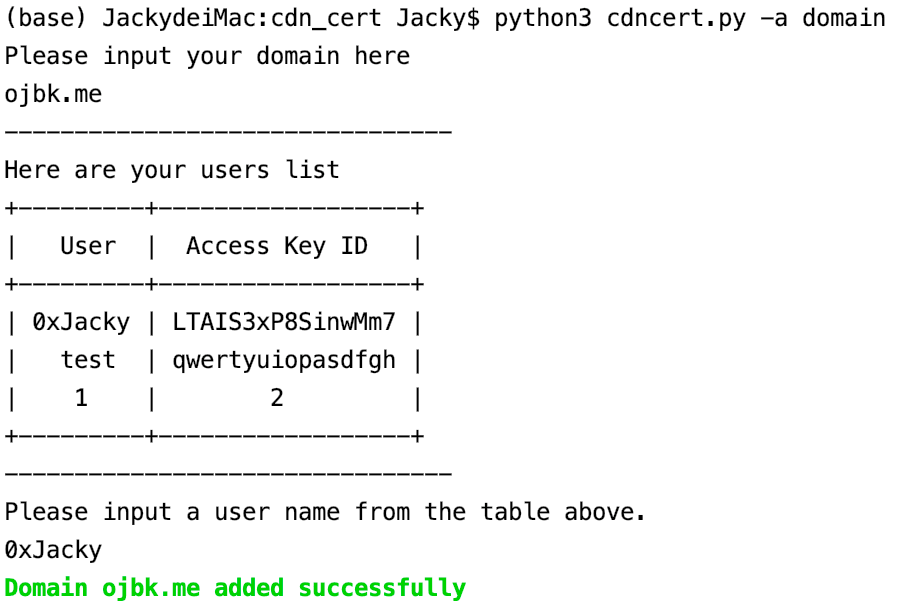 (base) JackydeiMac:cdn_cert Jacky$ python3 cdncert.py -a domain
Please input your domain here
ojbk.me
--------------------------------
Here are your users list
+---------+------------------+
|   User  |  Access Key ID   |
+---------+------------------+
| 0xJacky | LTAIS3xP8SinwMm7 |
|   test  | qwertyuiopasdfgh |
|    1    |        2         |
+---------+------------------+
--------------------------------
Please input a user name from the table above.
0xJacky
Domain ojbk.me added successfully